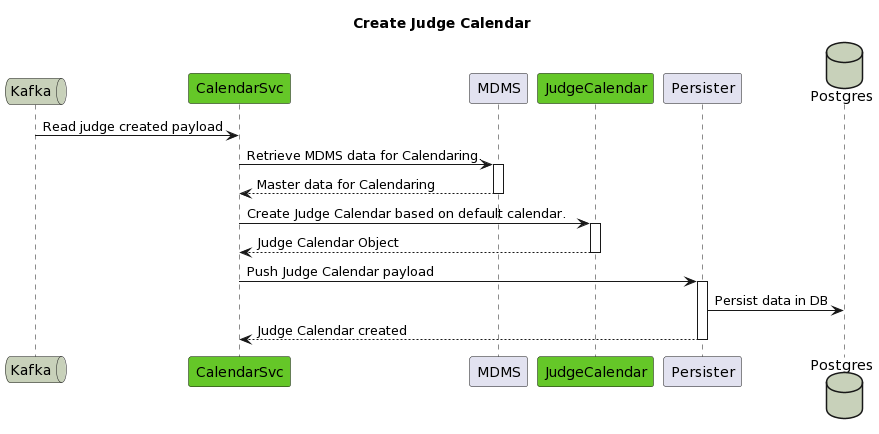 Create Judge Calendar
Kafka
CalendarSvc
MDMS
JudgeCalendar
Persister
Postgres
Read judge created payload
Retrieve MDMS data for Calendaring
Master data for Calendaring
Create Judge Calendar based on default calendar.
Judge Calendar Object
Push Judge Calendar payload
Persist data in DB
Judge Calendar created
Kafka
CalendarSvc
MDMS
JudgeCalendar
Persister
Postgres